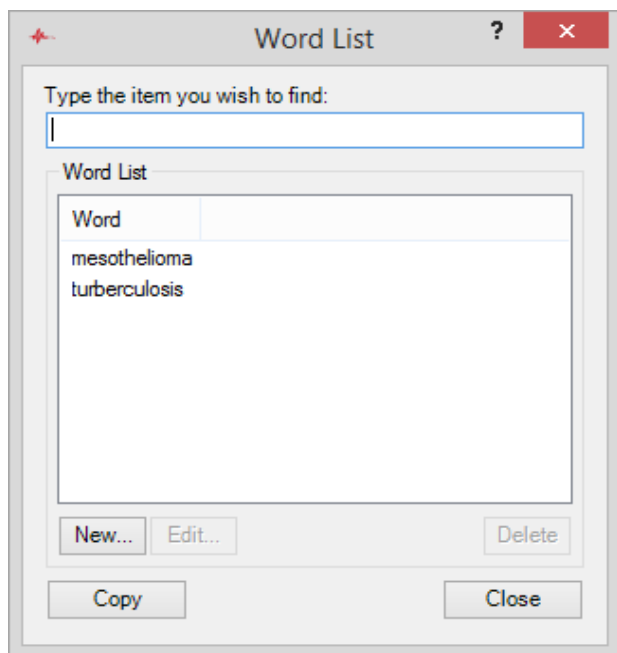 Word List ? ×
Type the item you wish to find:
Word List
Word
mesothelioma
turberculosis
New... Edit... Delete
Copy Close